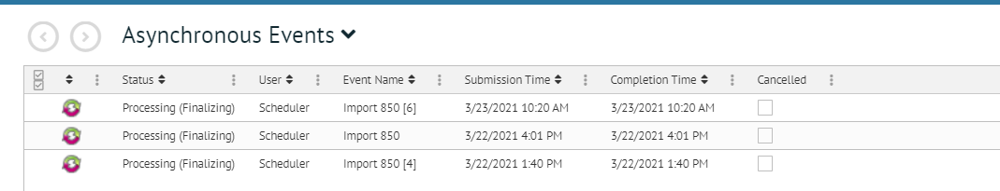 Asynchronous Events
Status User Event Name Submission Time Completion Time Cancelled
Processing (Finalizing) Scheduler Import 850 [6] 3/23/2021 10:20 AM 3/23/2021 10:20 AM
Processing (Finalizing) Scheduler Import 850 3/22/2021 4:01 PM 3/22/2021 4:01 PM
Processing (Finalizing) Scheduler Import 850 [4] 3/22/2021 1:40 PM 3/22/2021 1:40 PM